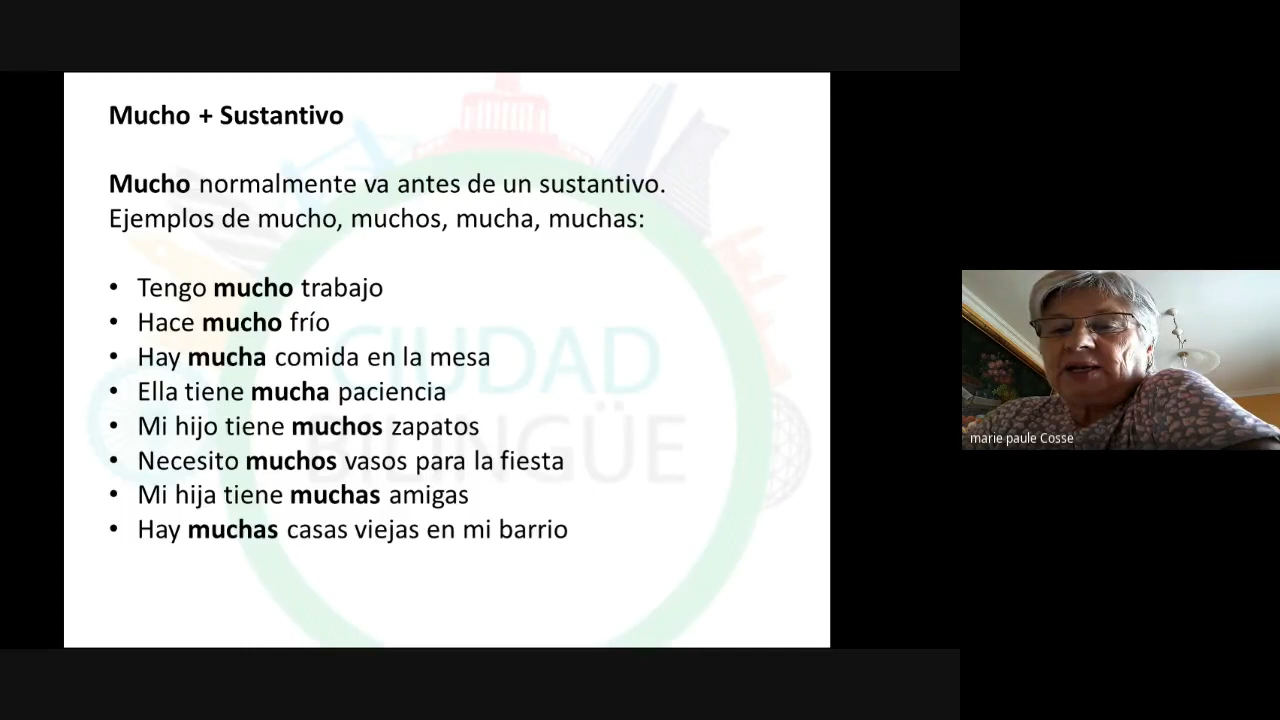 Mucho + Sustantivo
Mucho normalmente va antes de un sustantivo.
Ejemplos de mucho, muchos, mucha, muchas:
• Tengo mucho trabajo
• Hace mucho frío
• Hay mucha comida en la mesa
• Ella tiene mucha paciencia
• Mi hijo tiene muchos zapatos
• Necesito muchos vasos para la fiesta
• Mi hija tiene muchas amigas
• Hay muchas casas viejas en mi barrio
CIUDAD
BILINGÜE
marie paule Cosse